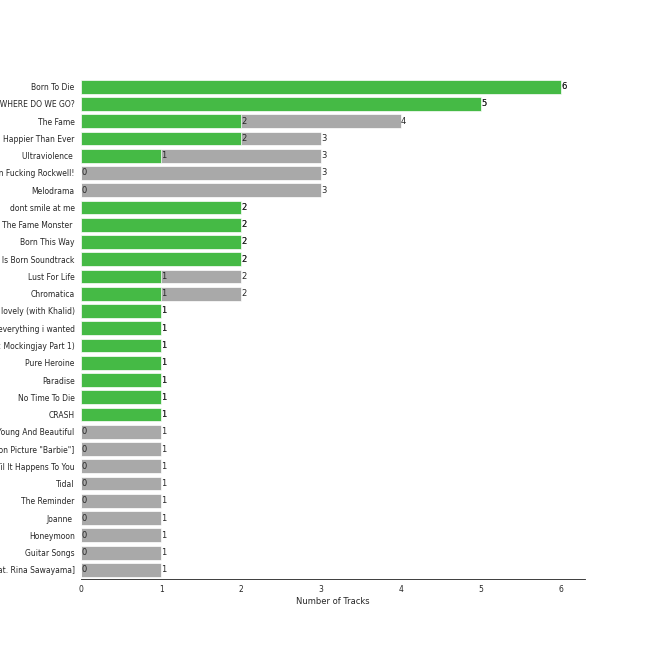 Born To Die 6
WHERE DO WE GO? 5
The Fame 2 4
Happier Than Ever 2 3
Ultraviolence 1 3
Fucking Rockwell! 0 3
Melodrama 0 3
dont smile at me 2
The Fame Monster 2
Born This Way 2
Is Born Soundtrack 2
Lust For Life 1 2
Chromatica 1 2
lovely (with Khalid) 1
everything i wanted 1
Mockingjay Part 1) 1
Pure Heroine 1
Paradise 1
No Time To Die 1
CRASH 1
Young And Beautiful 0 1
on Picture "Barbie"] 0 1
Til It Happens To You 0 1
Tidal 0 1
The Reminder 0 1
Joanne 0 1
Honeymoon 0 1
Guitar Songs 0 1
at. Rina Sawayama] 0 1
0 1 2 3 4 5 6
Number of Tracks